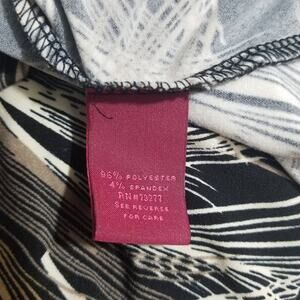 96% POLYESTER
4% SPANDEX
RN#73277
SEE REVERSE
FOR CARE